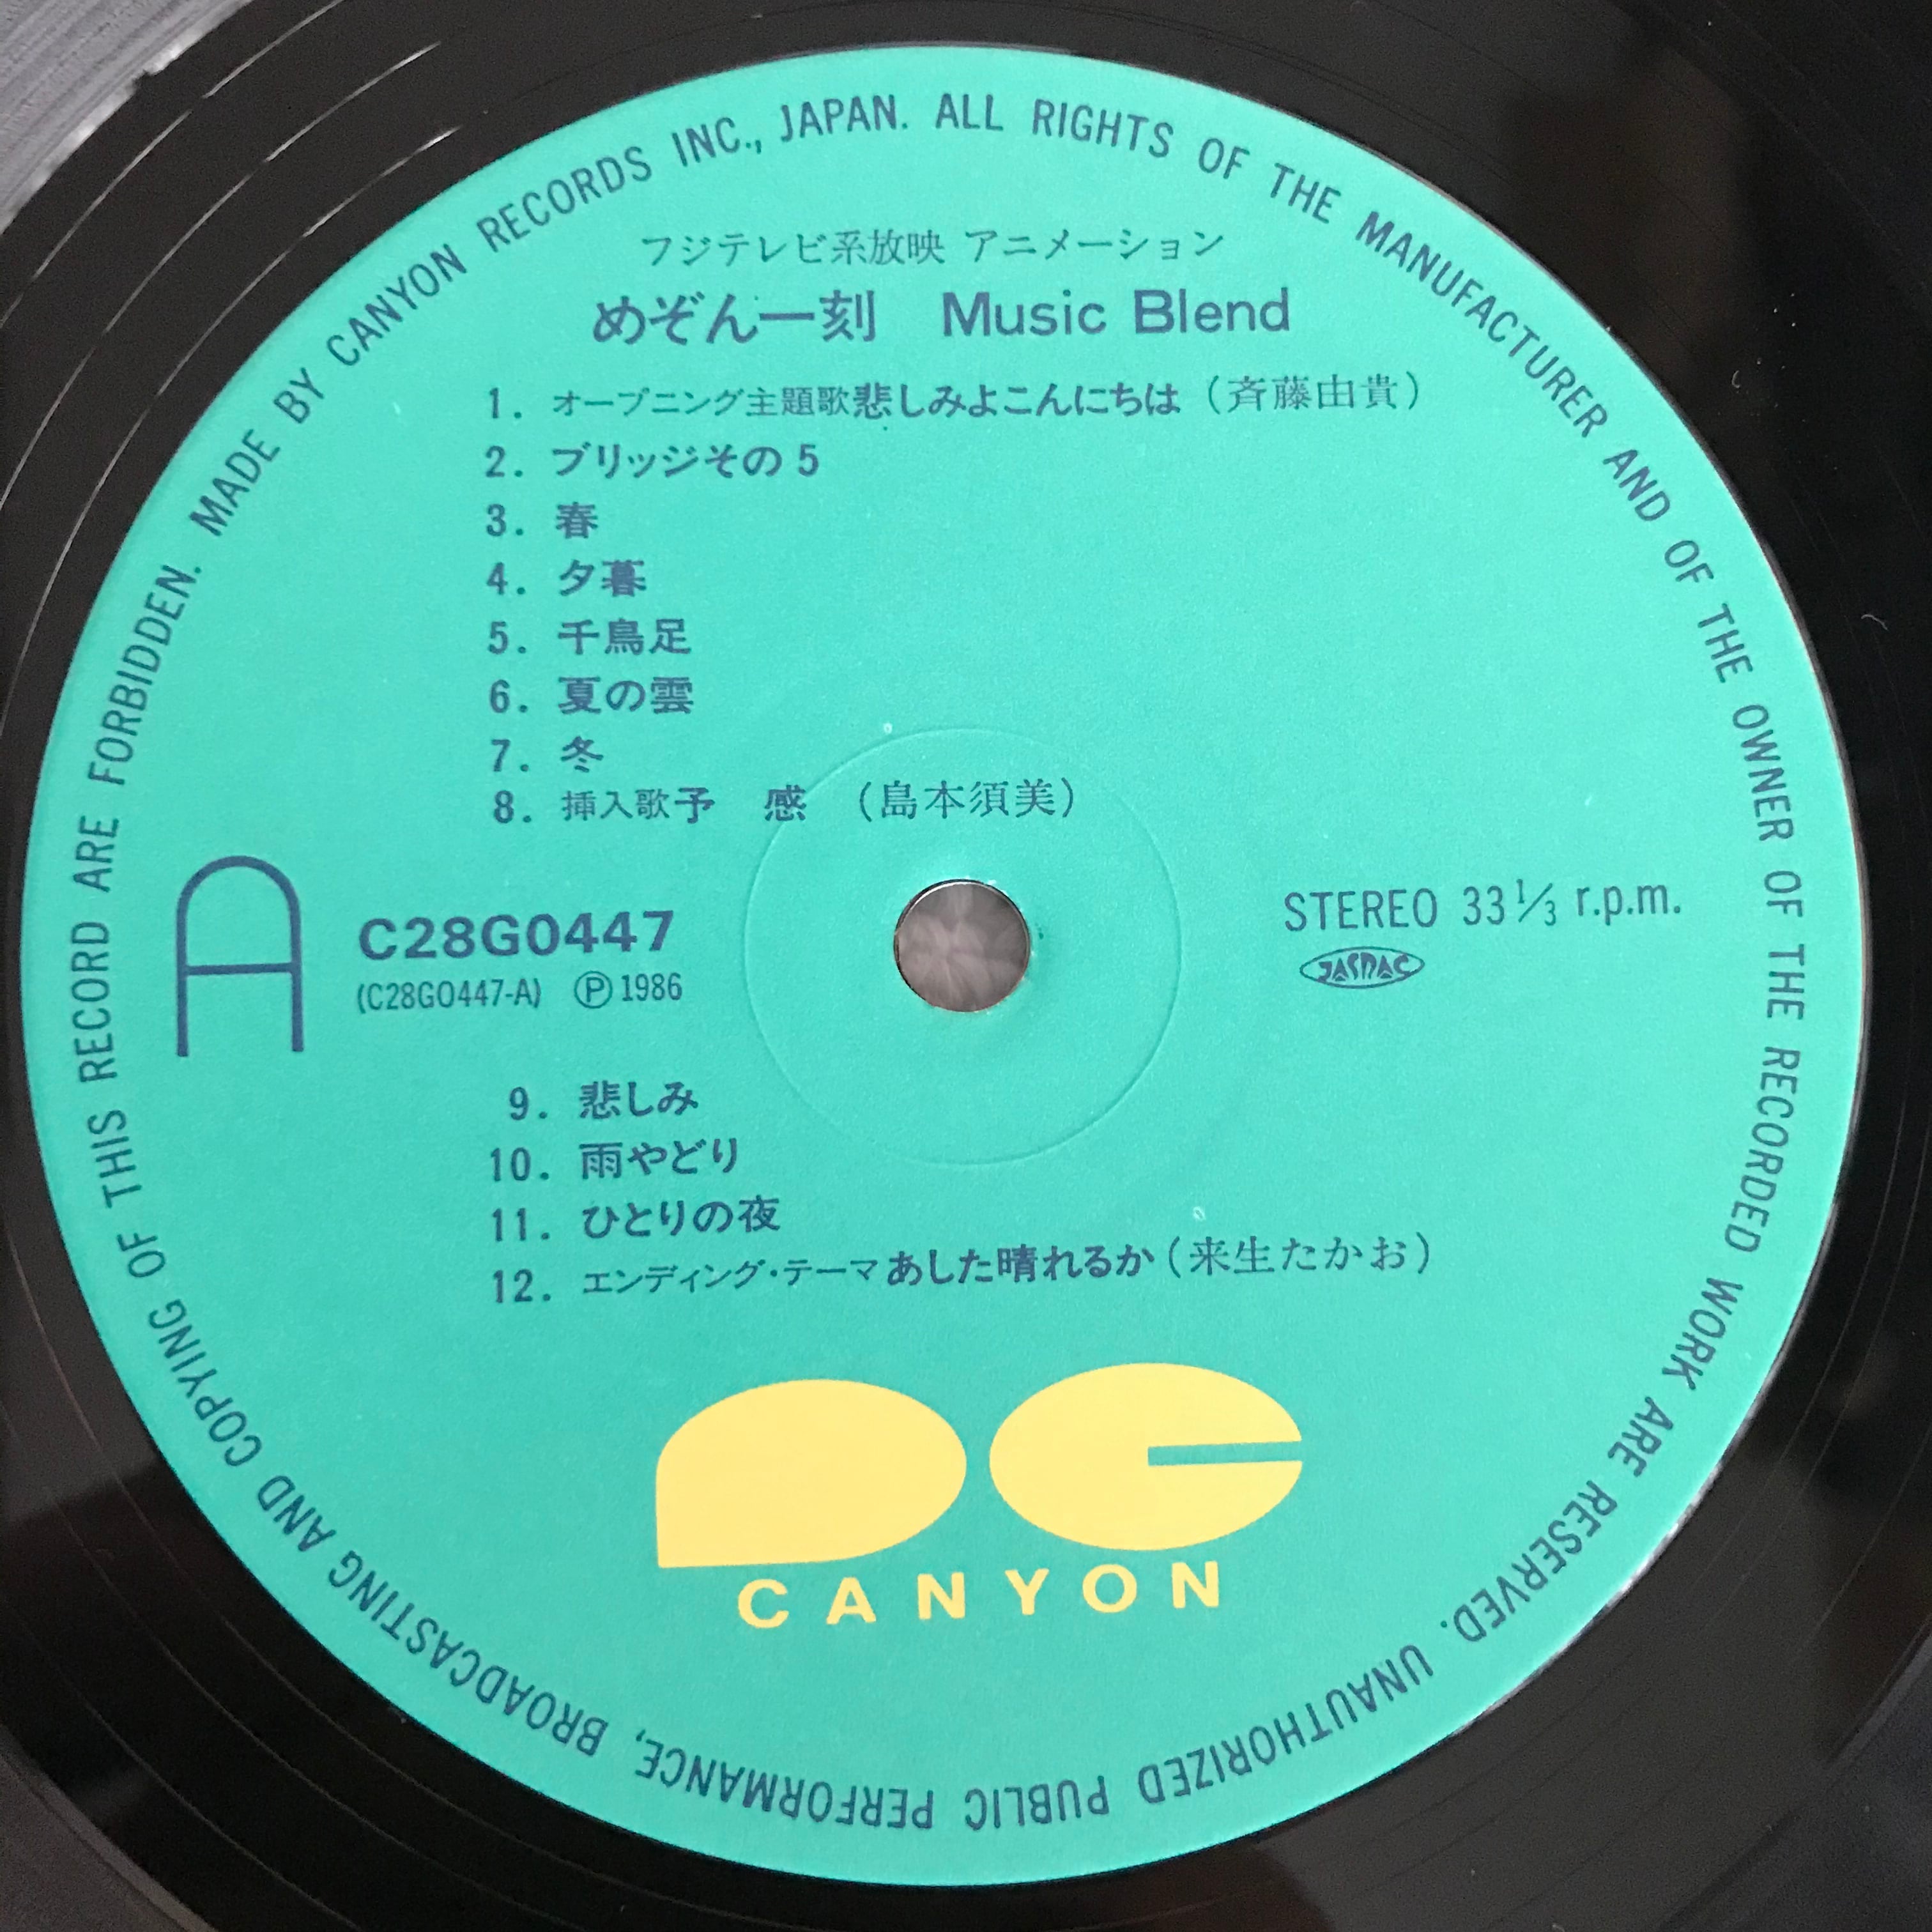 MADE BY CANYON RECORDS INC., JAPAN. ALL RIGHTS OF THE MANUFACTURER AND OF THE OWNER OF THE RECORDED WORK ARE RESERVED. UNAUTHORIZED PUBLIC PERFORMANCE, BROADCASTING AND COPYING OF THIS RECORD ARE FORBIDDEN.
フジテレビ系放映 アニメーション
めぞん一刻 Music Blend
1. オープニング主題歌悲しみよこんにちは（斉藤由貴）
2. ブリッジその5
3. 春
4. 夕暮
5. 千鳥足
6. 夏の雲
7. 冬
8. 挿入歌予 感 （島本須美）
A
C28G0447
(C28G0447-A) Ⓟ 1986
STEREO 33 1/3 r.p.m.
JASRAC
9. 悲しみ
10. 雨やどり
11. ひとりの夜
12. エンディング・テーマ あした晴れるか（来生たかお）
PC
CANYON